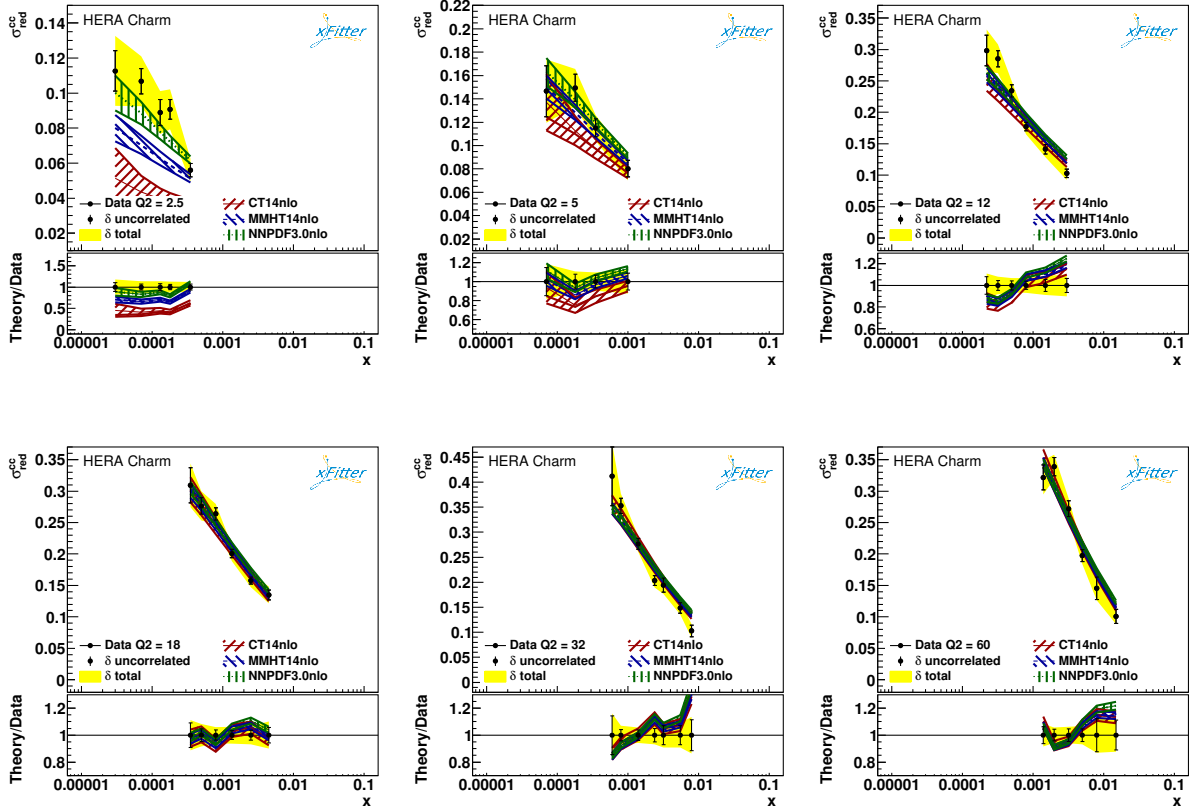 σ_red^cc
HERA Charm
xFitter
0.14
0.12
0.1
0.08
0.06
0.04
0.02
Data Q2 = 2.5
δ uncorrelated
δ total
CT14nlo
MMHT14nlo
NNPDF3.0nlo
Theory/Data
1.5
1
0.5
0
0.00001 0.0001 0.001 0.01 0.1
x
σ_red^cc
HERA Charm
xFitter
0.22
0.2
0.18
0.16
0.14
0.12
0.1
0.08
0.06
0.04
0.02
Data Q2 = 5
δ uncorrelated
δ total
CT14nlo
MMHT14nlo
NNPDF3.0nlo
Theory/Data
1.2
1
0.8
0.6
0.00001 0.0001 0.001 0.01 0.1
x
σ_red^cc
HERA Charm
xFitter
0.35
0.3
0.25
0.2
0.15
0.1
0.05
0
Data Q2 = 12
δ uncorrelated
δ total
CT14nlo
MMHT14nlo
NNPDF3.0nlo
Theory/Data
1.2
1
0.8
0.6
0.00001 0.0001 0.001 0.01 0.1
x
σ_red^cc
HERA Charm
xFitter
0.35
0.3
0.25
0.2
0.15
0.1
0.05
0
Data Q2 = 18
δ uncorrelated
δ total
CT14nlo
MMHT14nlo
NNPDF3.0nlo
Theory/Data
1.2
1
0.8
0.00001 0.0001 0.001 0.01 0.1
x
σ_red^cc
HERA Charm
xFitter
0.45
0.4
0.35
0.3
0.25
0.2
0.15
0.1
0.05
0
Data Q2 = 32
δ uncorrelated
δ total
CT14nlo
MMHT14nlo
NNPDF3.0nlo
Theory/Data
1.2
1
0.8
0.00001 0.0001 0.001 0.01 0.1
x
σ_red^cc
HERA Charm
xFitter
0.35
0.3
0.25
0.2
0.15
0.1
0.05
0
Data Q2 = 60
δ uncorrelated
δ total
CT14nlo
MMHT14nlo
NNPDF3.0nlo
Theory/Data
1.2
1
0.8
0.00001 0.0001 0.001 0.01 0.1
x